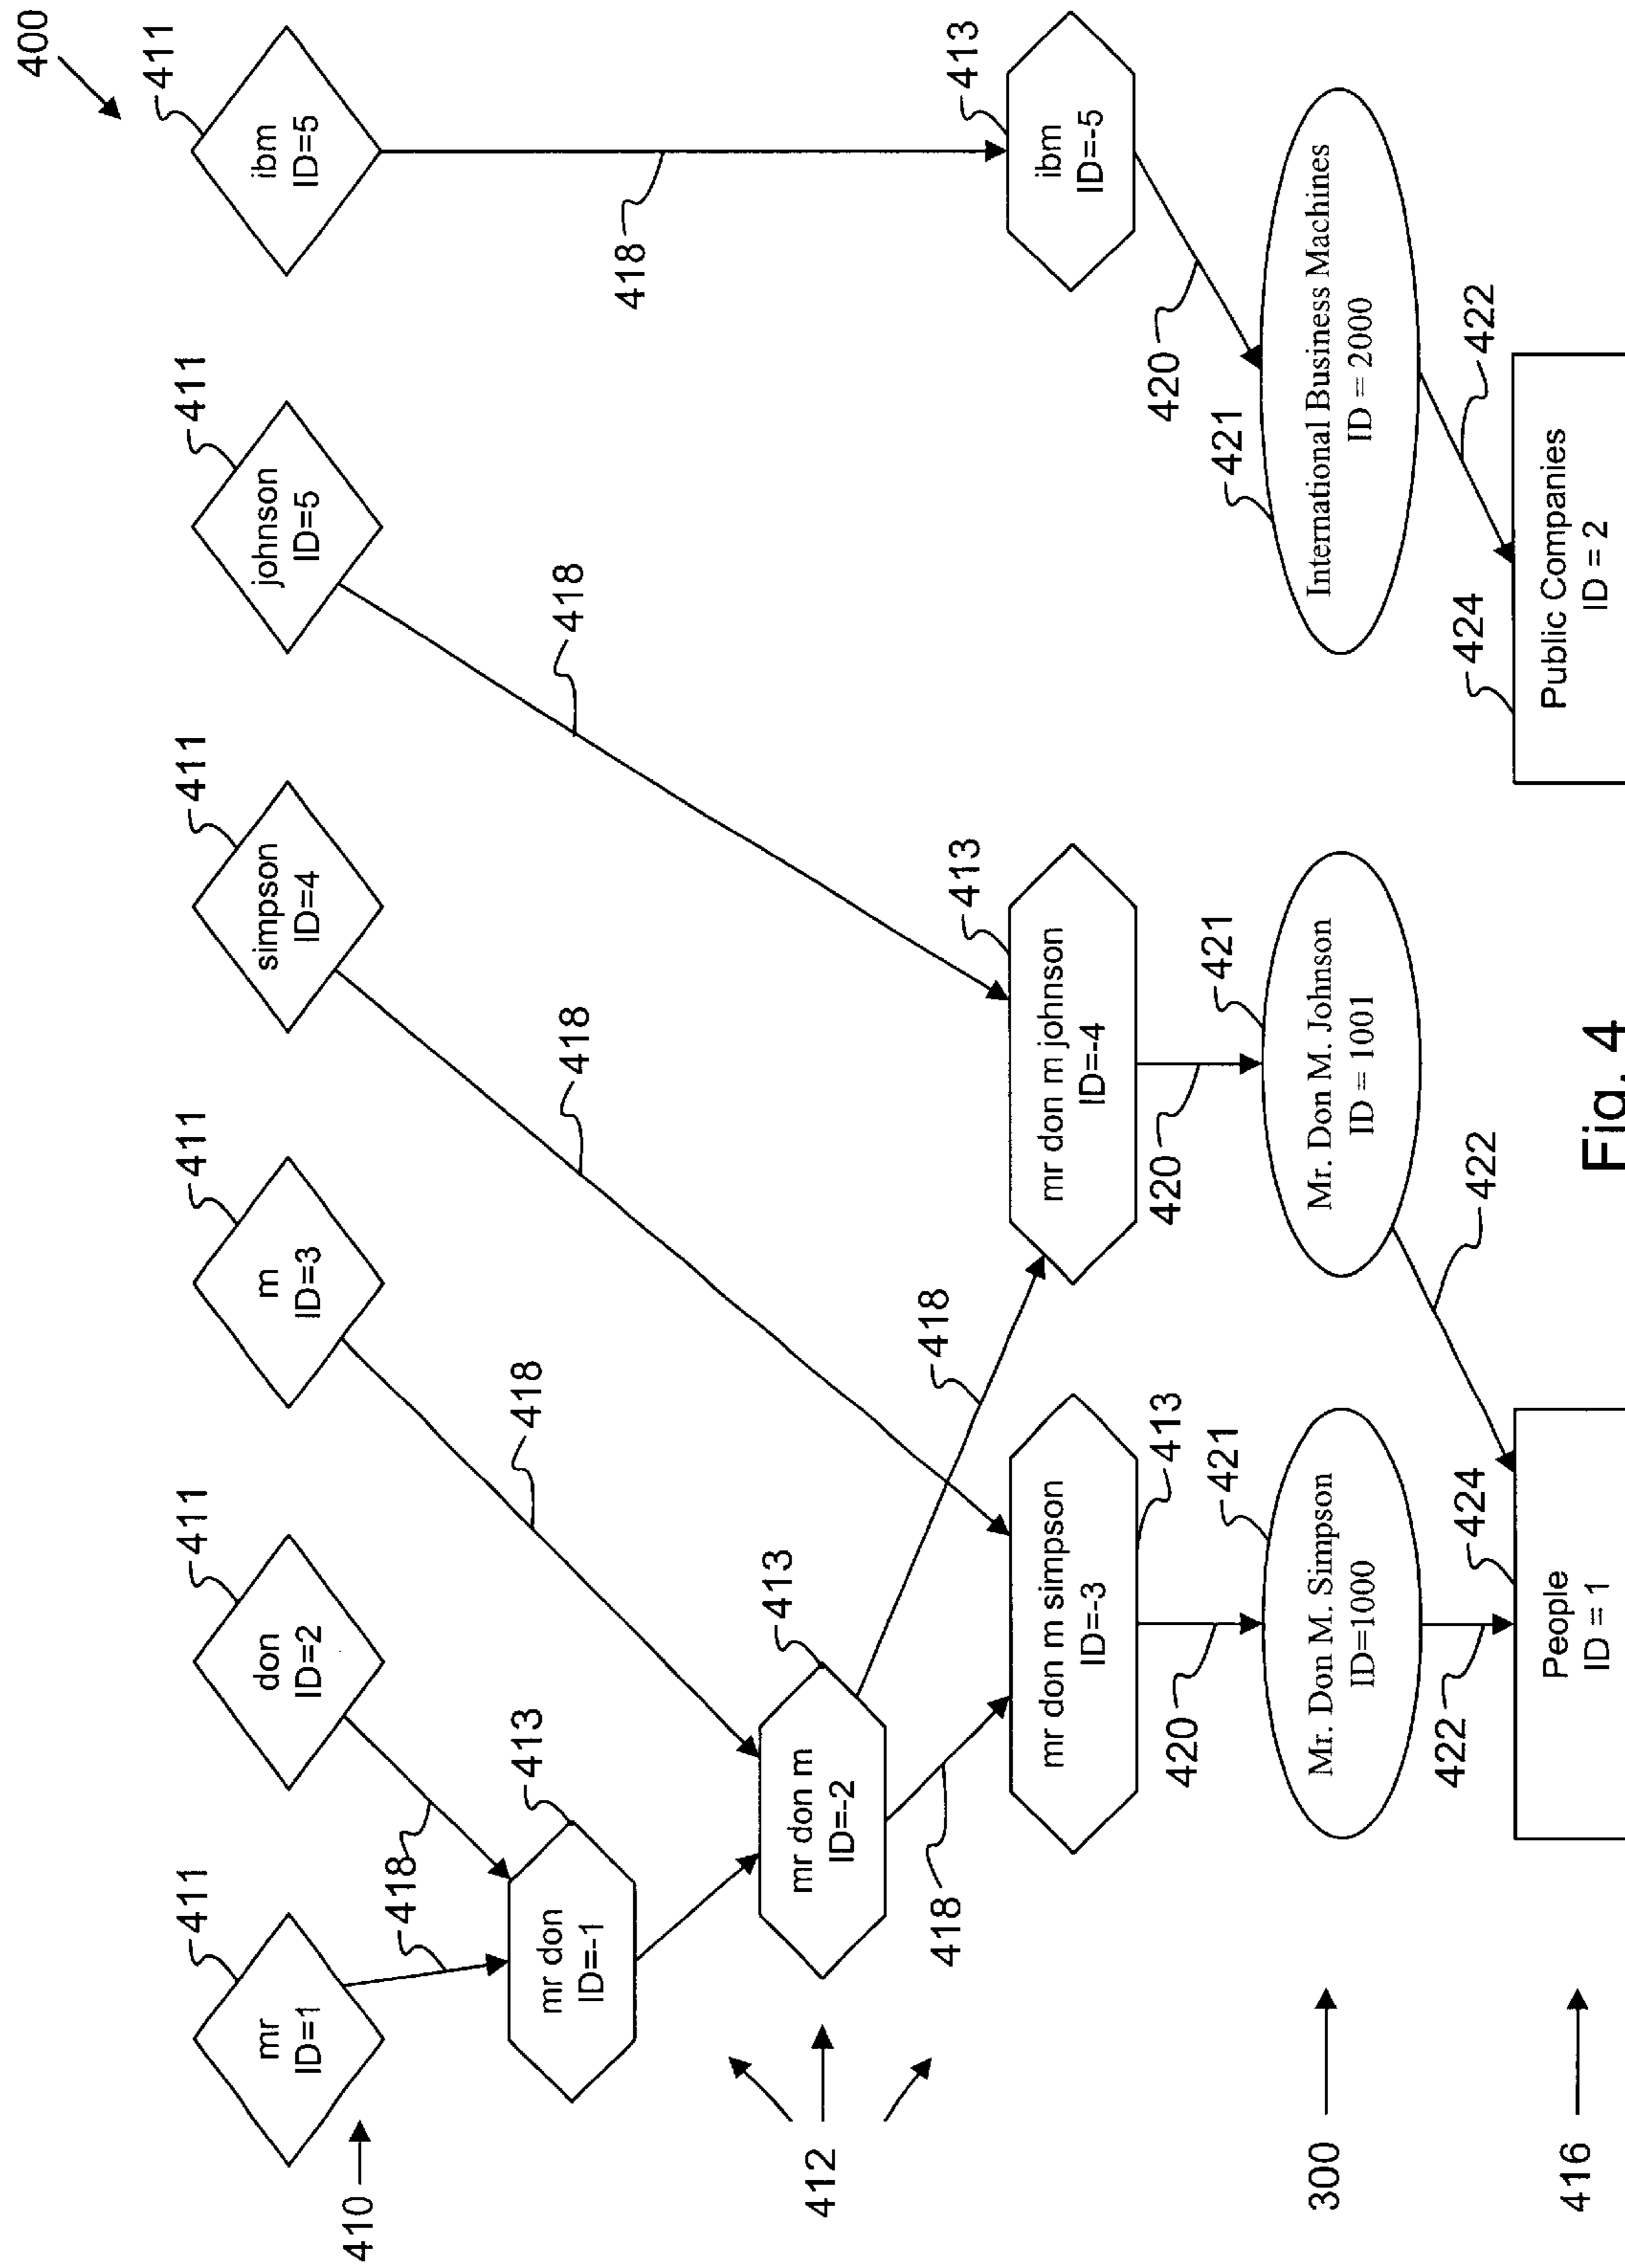 400
411
411
411
411
411
411
mr
ID=1
don
ID=2
m
ID=3
simpson
ID=4
johnson
ID=5
ibm
ID=5
410
418
418
418
418
418
418
413
mr don
ID=-1
413
mr don m
ID=-2
412
418
418
413
mr don m simpson
ID=-3
413
mr don m johnson
ID=-4
413
ibm
ID=-5
420
420
420
421
421
421
300
Mr. Don M. Simpson
ID=1000
Mr. Don M. Johnson
ID = 1001
International Business Machines
ID = 2000
422
422
422
424
424
416
People
ID = 1
Public Companies
ID = 2
Fig. 4